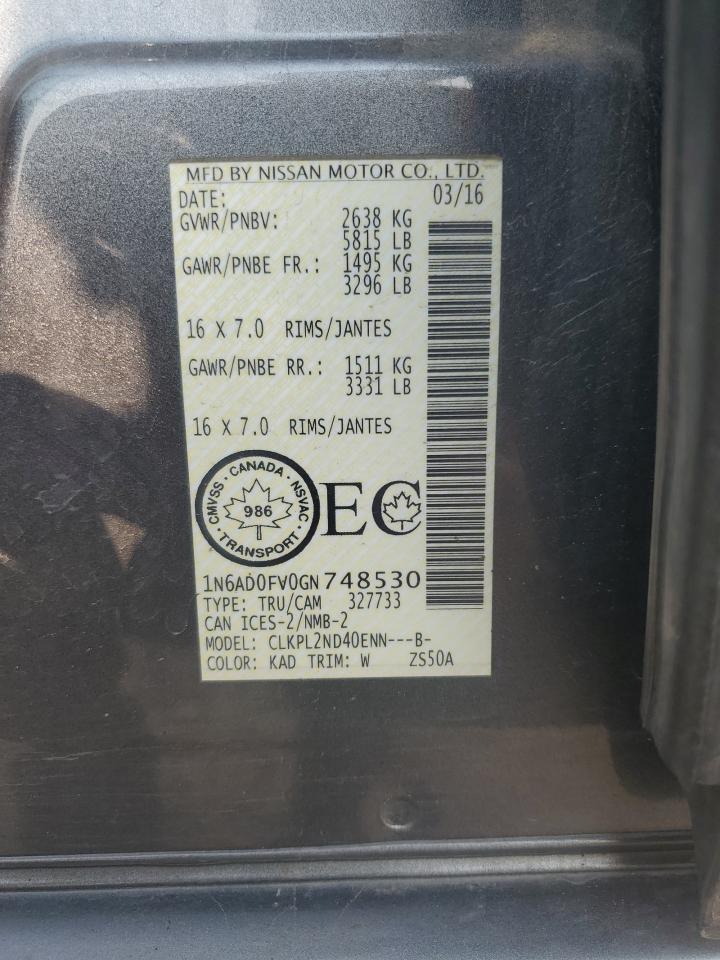 MFD BY NISSAN MOTOR CO., LTD.
DATE: 03/16
GVWR/PNBV: 2638 KG
5815 LB
GAWR/PNBE FR.: 1495 KG
3296 LB
16 X 7.0 RIMS/JANTES
GAWR/PNBE RR.: 1511 KG
3331 LB
16 X 7.0 RIMS/JANTES
CMVSS · CANADA · NSVAC
986
· TRANSPORT ·
EC
1N6AD0FV0GN748530
TYPE: TRU/CAM 327733
CAN ICES-2/NMB-2
MODEL: CLKPL2ND40ENN---B-
COLOR: KAD TRIM: W ZS50A